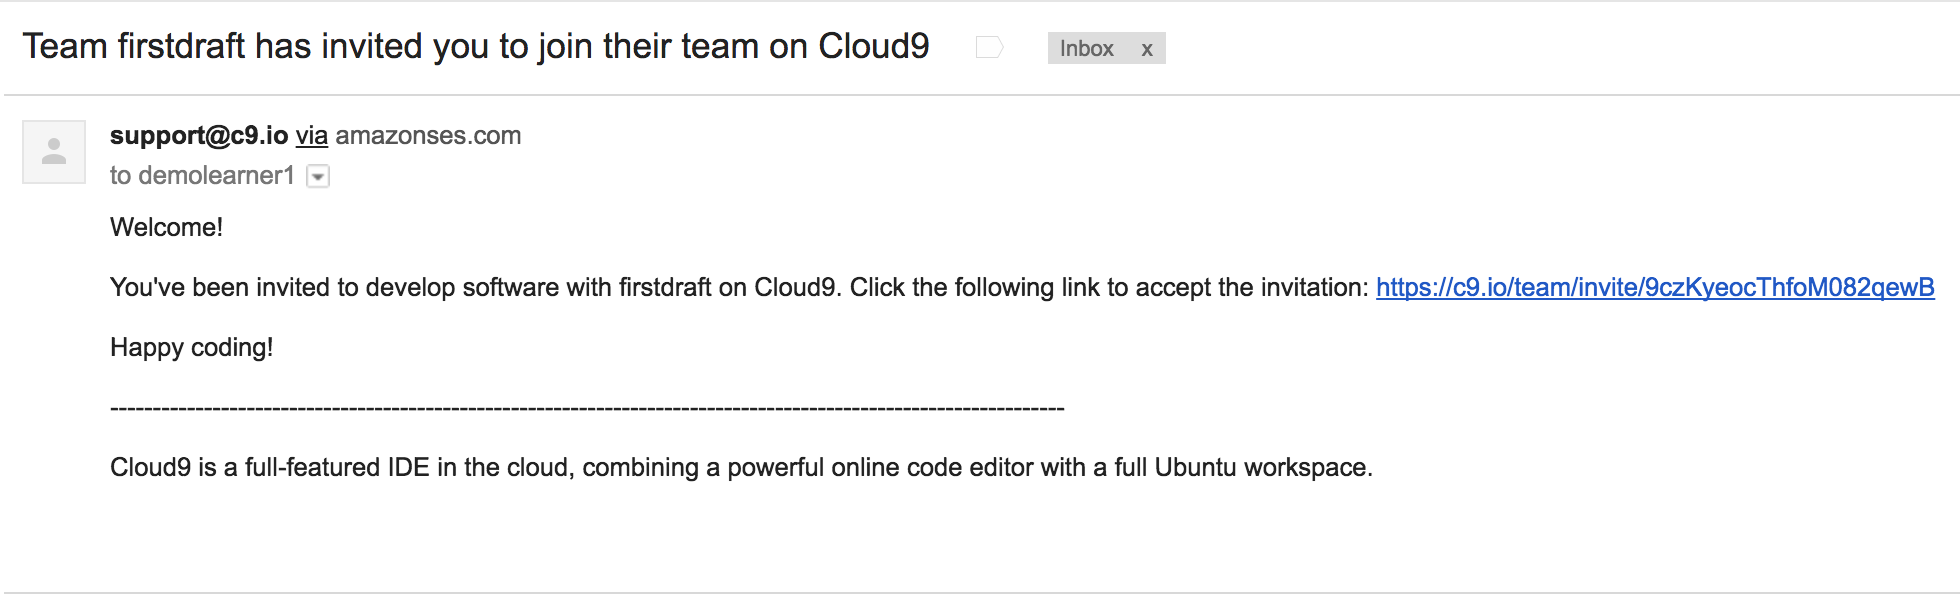 Team firstdraft has invited you to join their team on Cloud9
Inbox x
support@c9.io via amazonses.com
to demolearner1
Welcome!
You've been invited to develop software with firstdraft on Cloud9. Click the following link to accept the invitation: https://c9.io/team/invite/9czKyeocThfoM082qewB
Happy coding!
----------------------------------------------------------------------------------------------------------------
Cloud9 is a full-featured IDE in the cloud, combining a powerful online code editor with a full Ubuntu workspace.